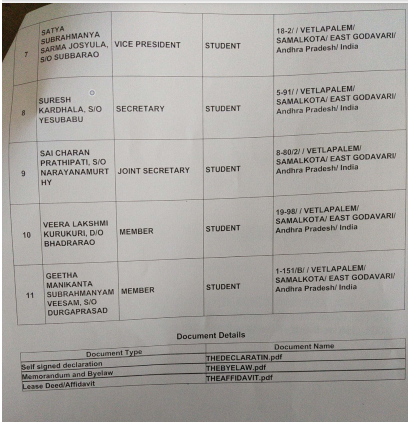 7 SATYA SUBRAHMANYA SARMA JOSYULA, S/O SUBBARAO VICE PRESIDENT STUDENT 18-2/ / VETLAPALEM/ SAMALKOTA/ EAST GODAVARI/ Andhra Pradesh/ India
8 SURESH KARDHALA, S/O YESUBABU SECRETARY STUDENT 5-91/ / VETLAPALEM/ SAMALKOTA/ EAST GODAVARI/ Andhra Pradesh/ India
9 SAI CHARAN PRATHIPATI, S/O NARAYANAMURT HY JOINT SECRETARY STUDENT 8-80/2/ / VETLAPALEM/ SAMALKOTA/ EAST GODAVARI/ Andhra Pradesh/ India
10 VEERA LAKSHMI KURUKURI, D/O BHADRARAO MEMBER STUDENT 19-98/ / VETLAPALEM/ SAMALKOTA/ EAST GODAVARI/ Andhra Pradesh/ India
11 GEETHA MANIKANTA SUBRAHMANYAM VEESAM, S/O DURGAPRASAD MEMBER STUDENT 1-151/B/ / VETLAPALEM/ SAMALKOTA/ EAST GODAVARI/ Andhra Pradesh/ India
Document Details
Document Type Document Name
Self signed declaration THEDECLARATIN.pdf
Memorandum and Byelaw THEBYELAW.pdf
Lease Deed/Affidavit THEAFFIDAVIT.pdf